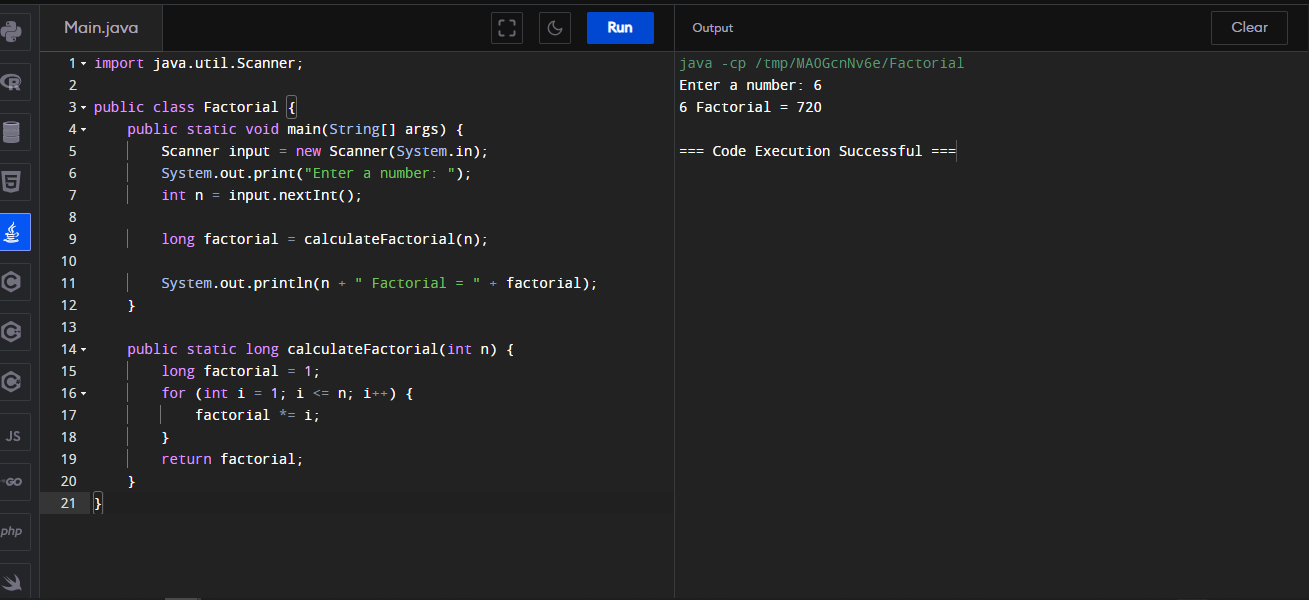 Main.java
Run
Output
Clear
1 import java.util.Scanner;
2
3 public class Factorial {
4     public static void main(String[] args) {
5         Scanner input = new Scanner(System.in);
6         System.out.print("Enter a number: ");
7         int n = input.nextInt();
8
9         long factorial = calculateFactorial(n);
10
11         System.out.println(n + " Factorial = " + factorial);
12     }
13
14     public static long calculateFactorial(int n) {
15         long factorial = 1;
16         for (int i = 1; i <= n; i++) {
17             factorial *= i;
18         }
19         return factorial;
20     }
21 }
java -cp /tmp/MAOGcnNv6e/Factorial
Enter a number: 6
6 Factorial = 720
=== Code Execution Successful ===
R
5
C
C
C
JS
GO
php